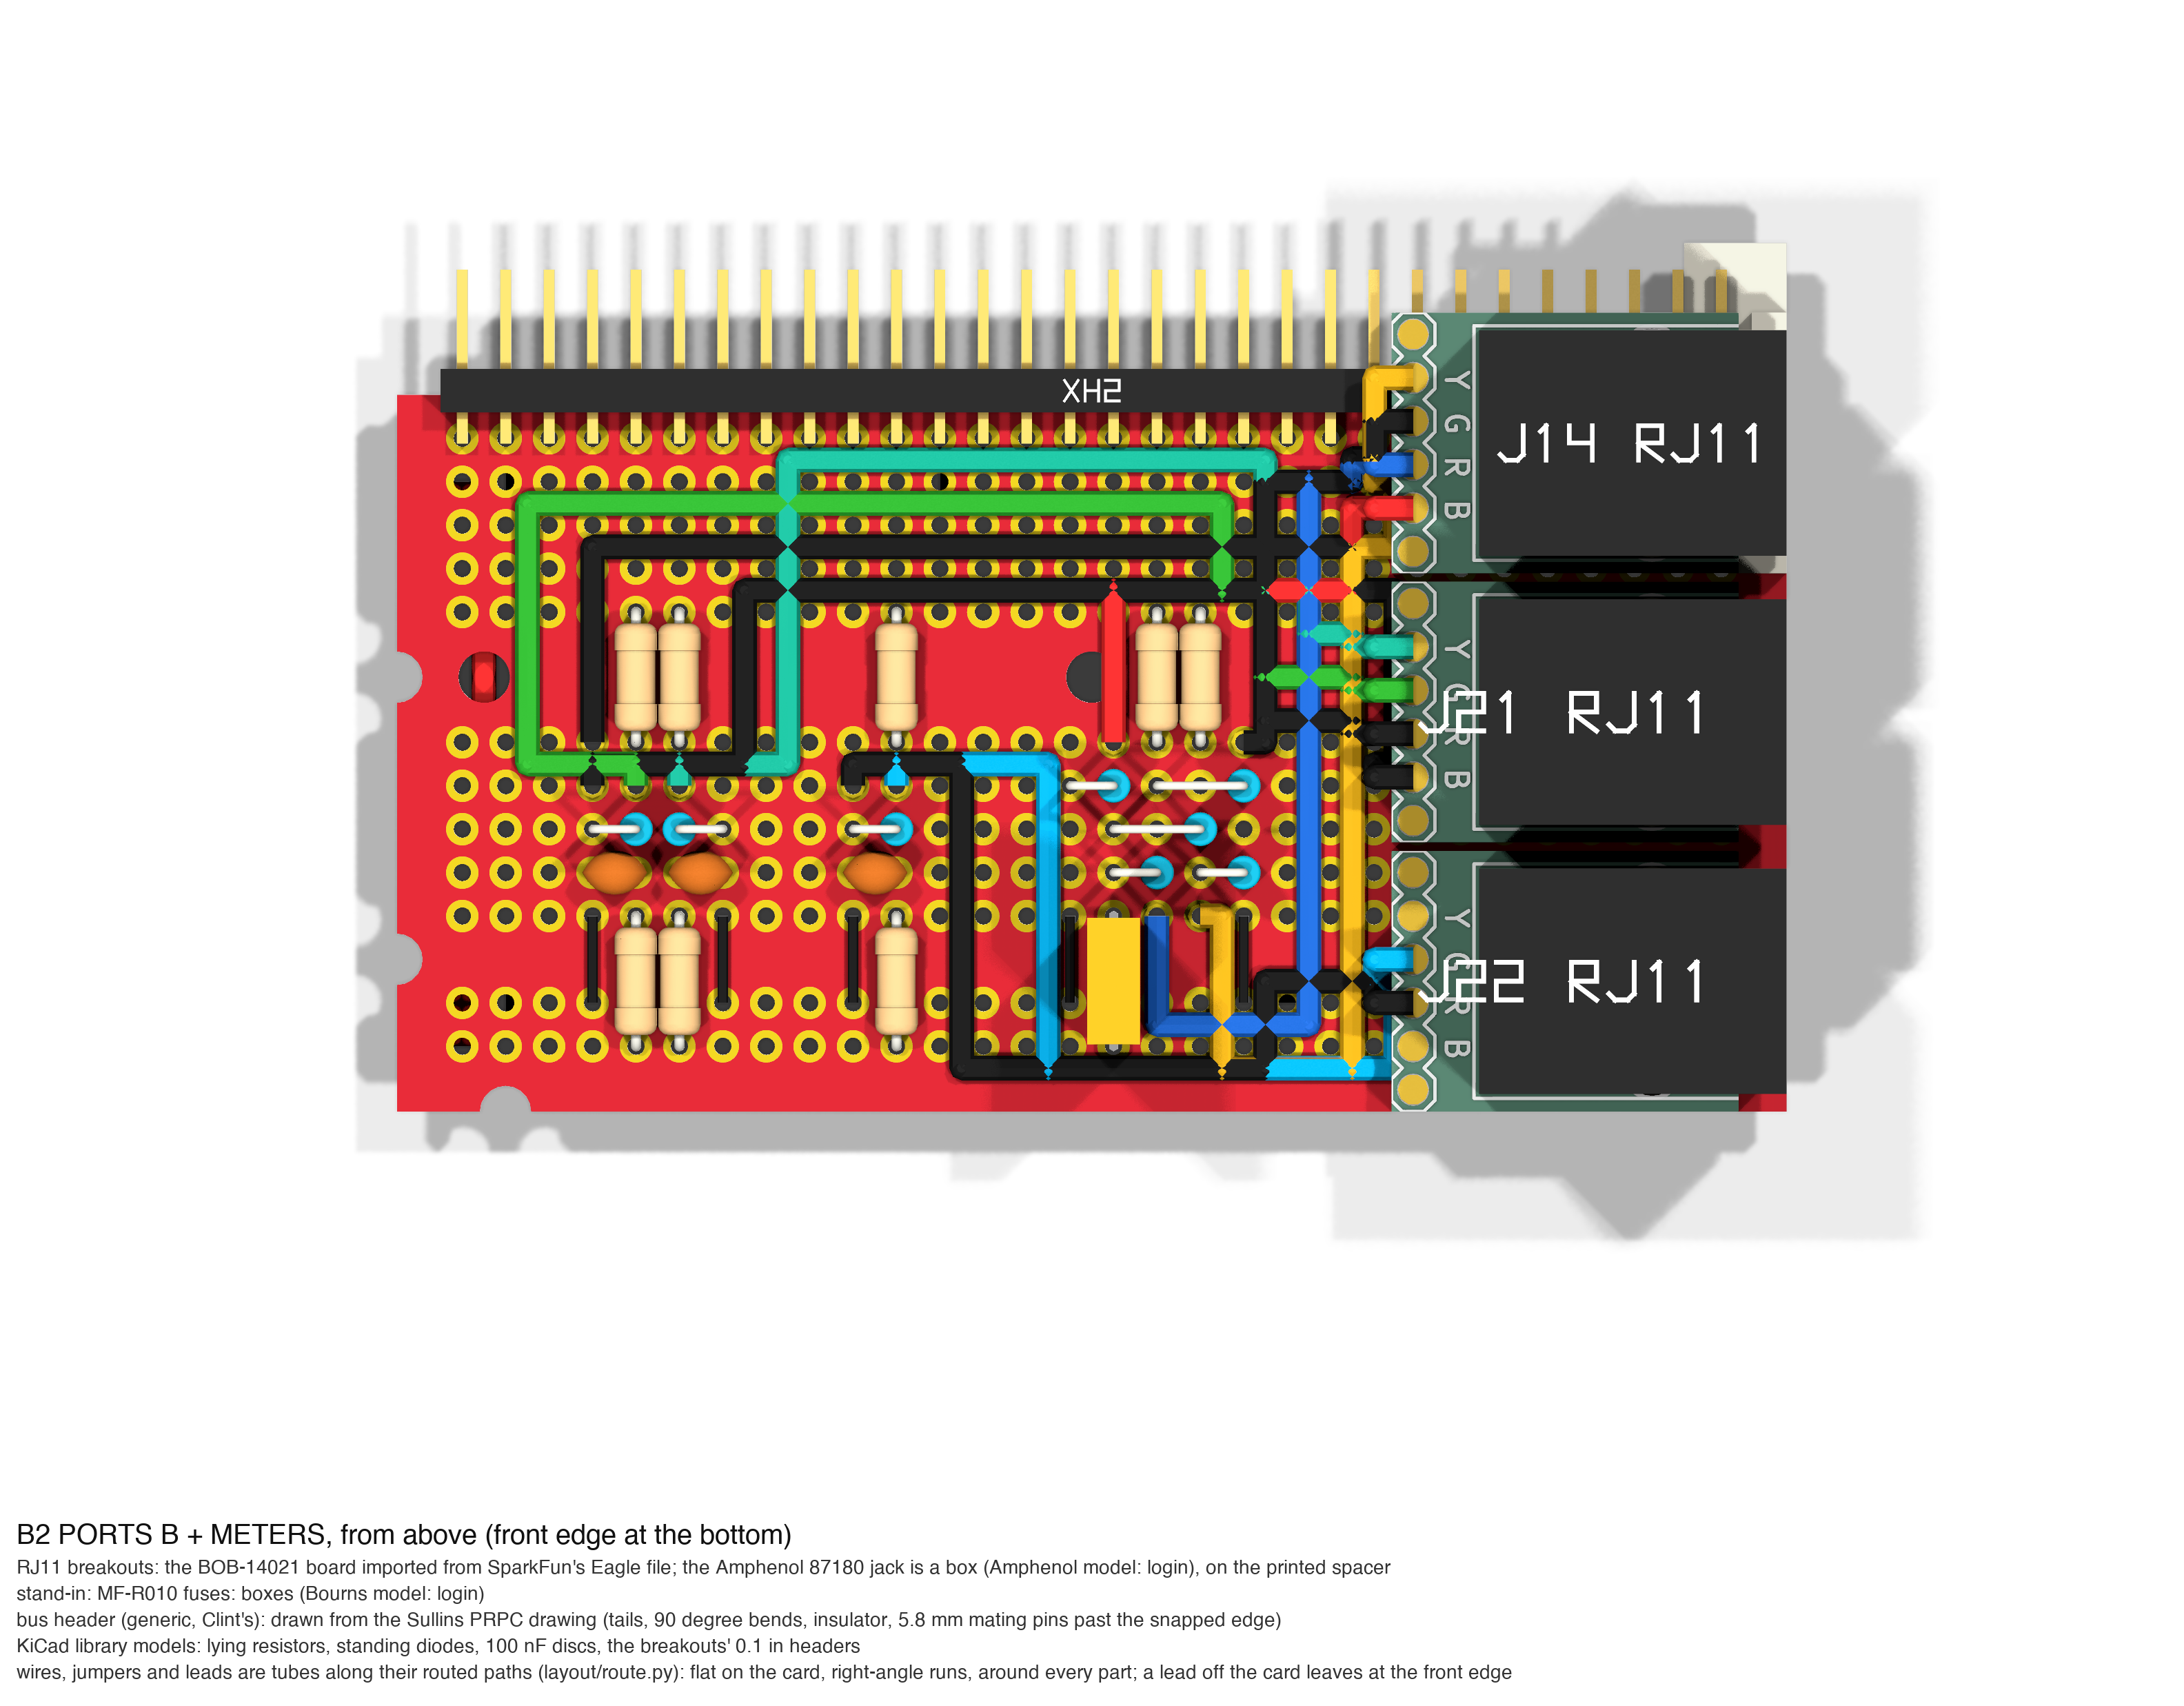 XH2
Y
G
R
B
J14 RJ11
Y
G
R
B
J21 RJ11
Y
G
R
B
J22 RJ11
B2 PORTS B + METERS, from above (front edge at the bottom)
RJ11 breakouts: the BOB-14021 board imported from SparkFun's Eagle file; the Amphenol 87180 jack is a box (Amphenol model: login), on the printed spacer
stand-in: MF-R010 fuses: boxes (Bourns model: login)
bus header (generic, Clint's): drawn from the Sullins PRPC drawing (tails, 90 degree bends, insulator, 5.8 mm mating pins past the snapped edge)
KiCad library models: lying resistors, standing diodes, 100 nF discs, the breakouts' 0.1 in headers
wires, jumpers and leads are tubes along their routed paths (layout/route.py): flat on the card, right-angle runs, around every part; a lead off the card leaves at the front edge